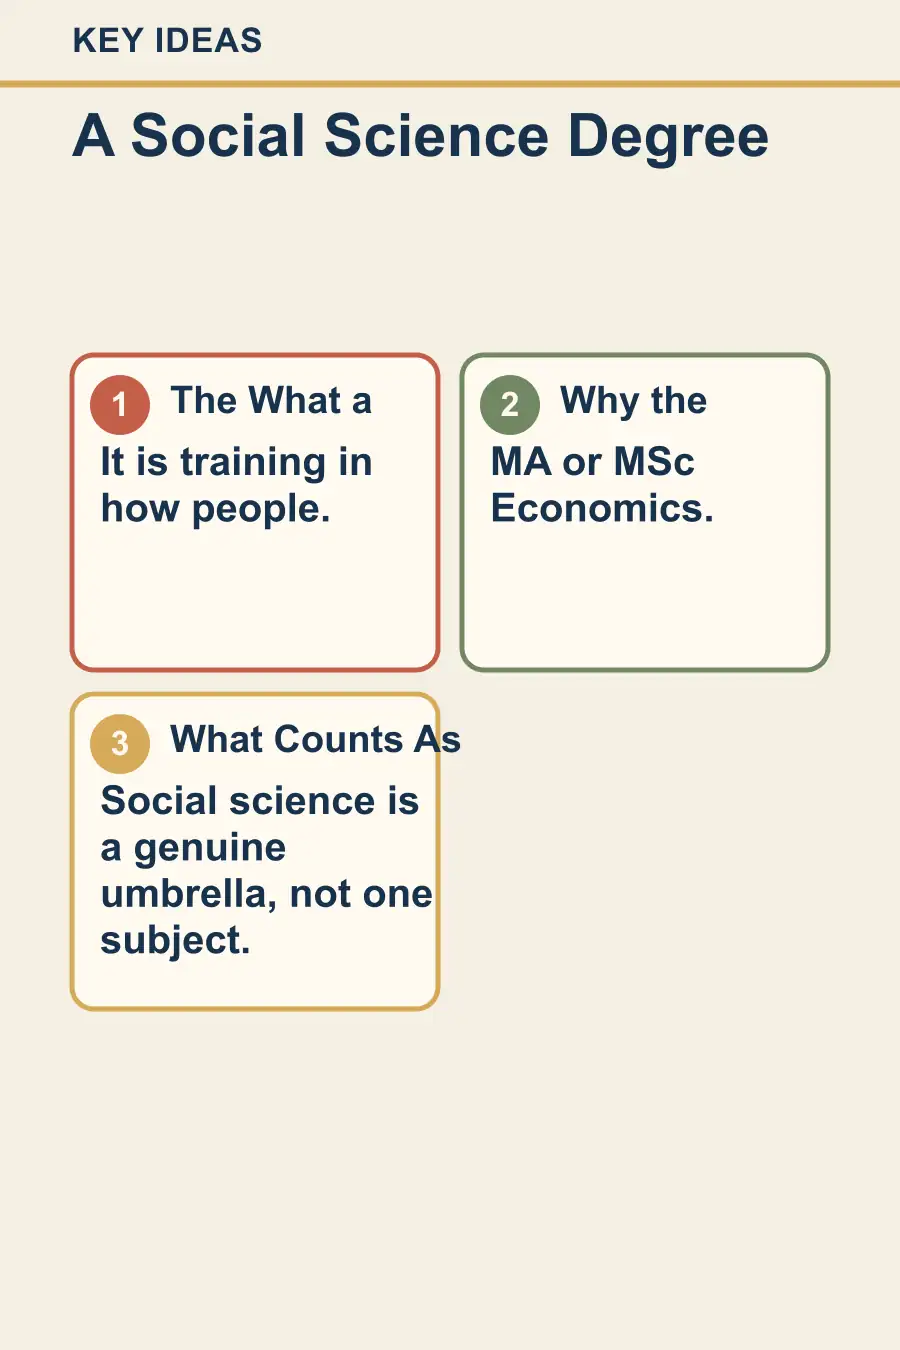 KEY IDEAS
A Social Science Degree
1
The What a
It is training in
how people.
2
Why the
MA or MSc
Economics.
3
What Counts As
Social science is
a genuine
umbrella, not one
subject.